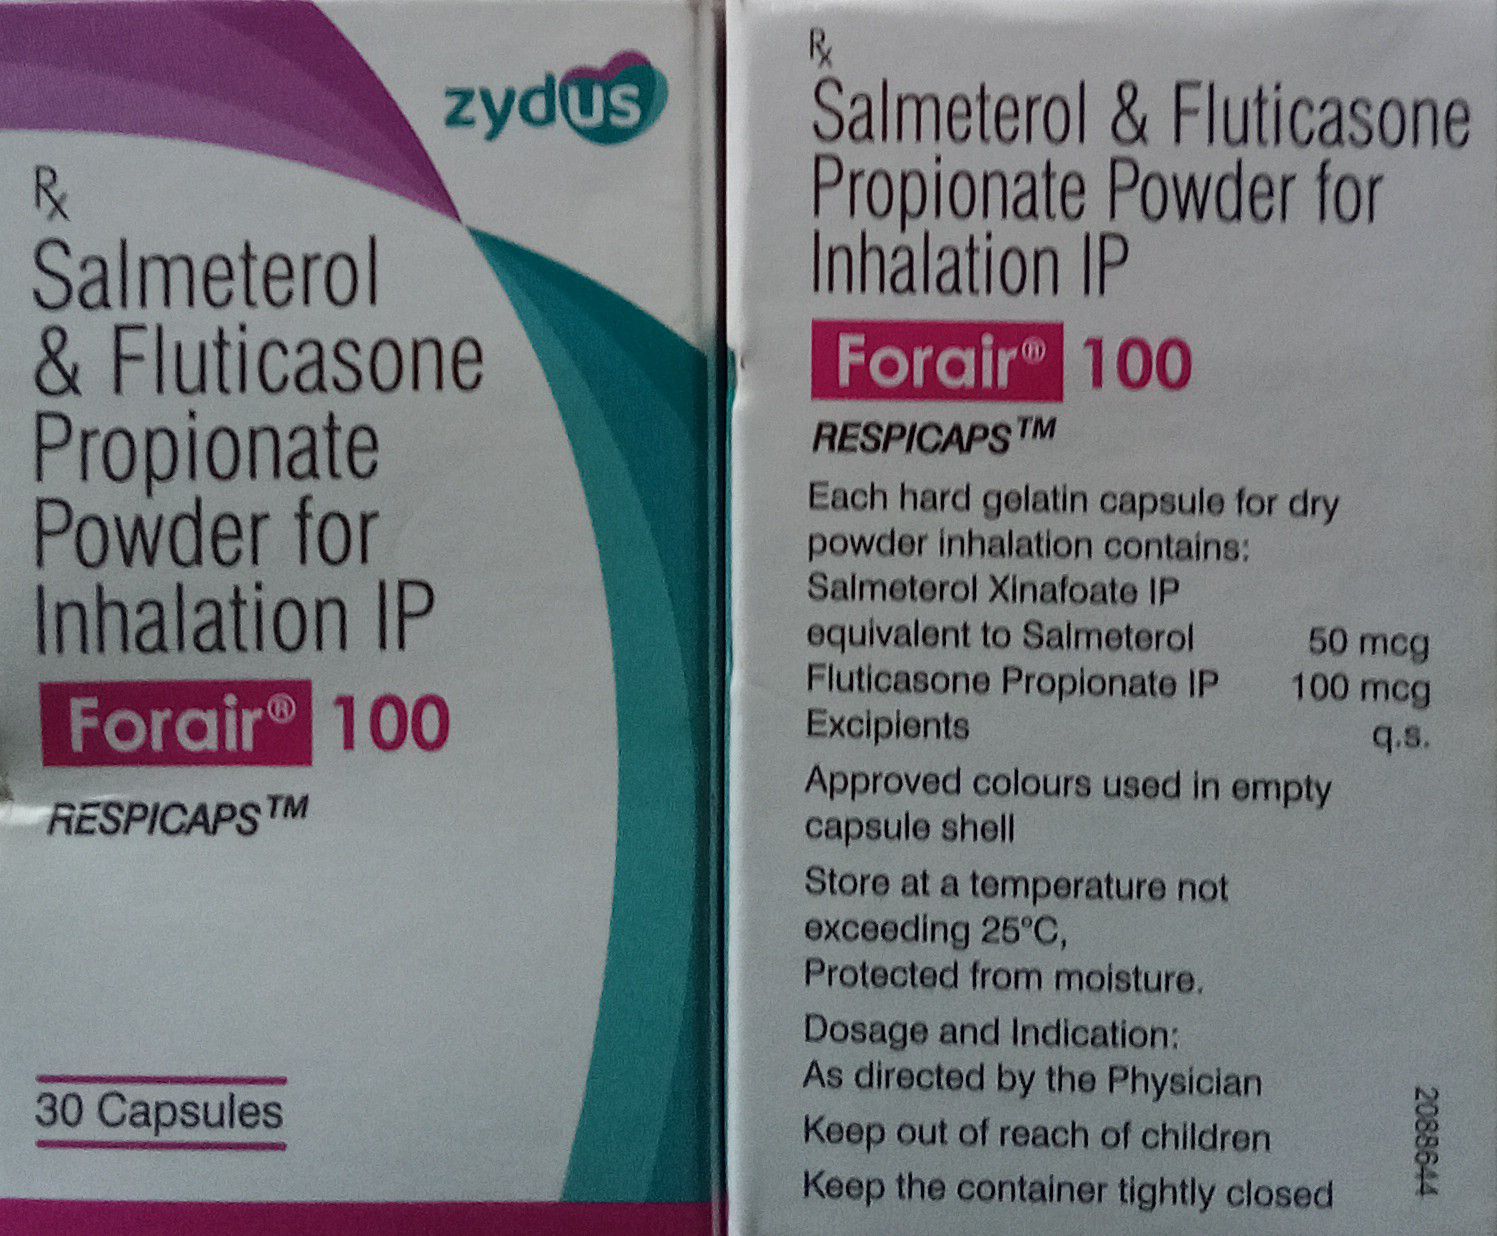 zydus
Rx
Salmeterol
& Fluticasone
Propionate
Powder for
Inhalation IP
Forair® 100
RESPICAPS™
30 Capsules
Rx
Salmeterol & Fluticasone
Propionate Powder for
Inhalation IP
Forair® 100
RESPICAPS™
Each hard gelatin capsule for dry
powder inhalation contains:
Salmeterol Xinafoate IP
equivalent to Salmeterol 50 mcg
Fluticasone Propionate IP 100 mcg
Excipients q.s.
Approved colours used in empty
capsule shell
Store at a temperature not
exceeding 25°C,
Protected from moisture.
Dosage and Indication:
As directed by the Physician
Keep out of reach of children
Keep the container tightly closed
2088644